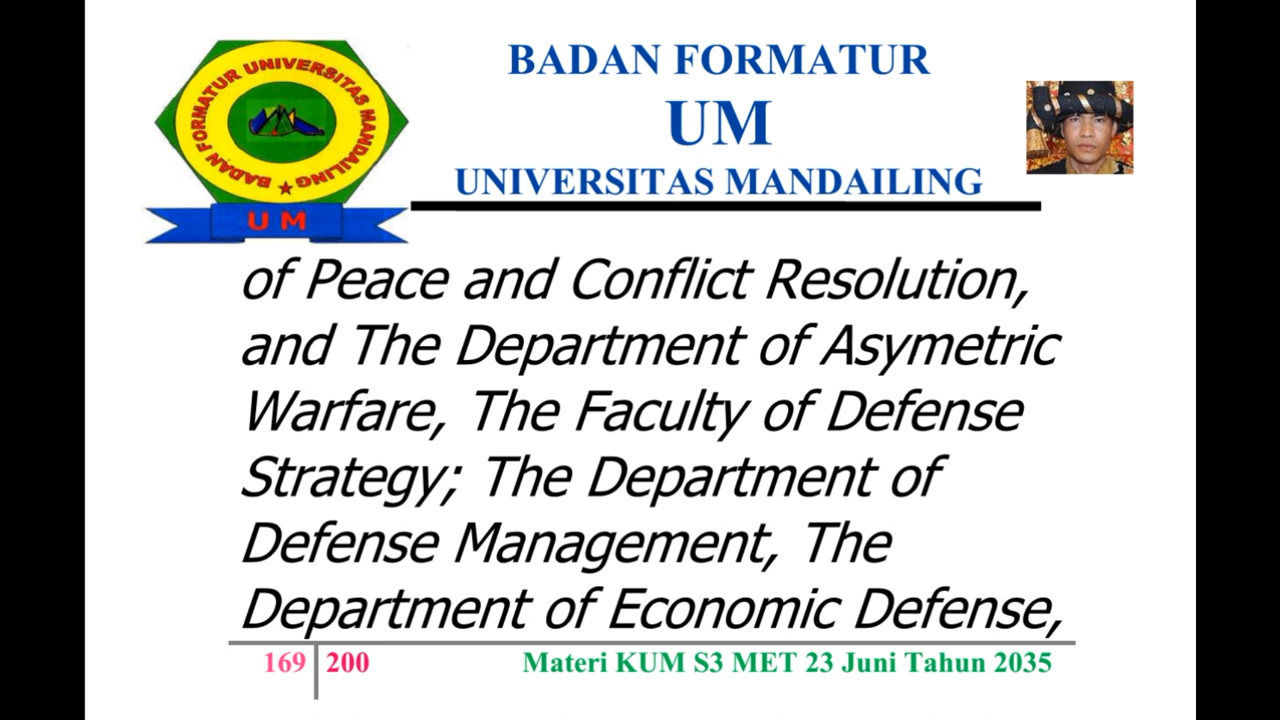 BADAN FORMATUR UNIVERSITAS MANDAILING
UM
BADAN FORMATUR
UM
UNIVERSITAS MANDAILING
of Peace and Conflict Resolution,
and The Department of Asymetric
Warfare, The Faculty of Defense
Strategy; The Department of
Defense Management, The
Department of Economic Defense,
169 200
Materi KUM S3 MET 23 Juni Tahun 2035